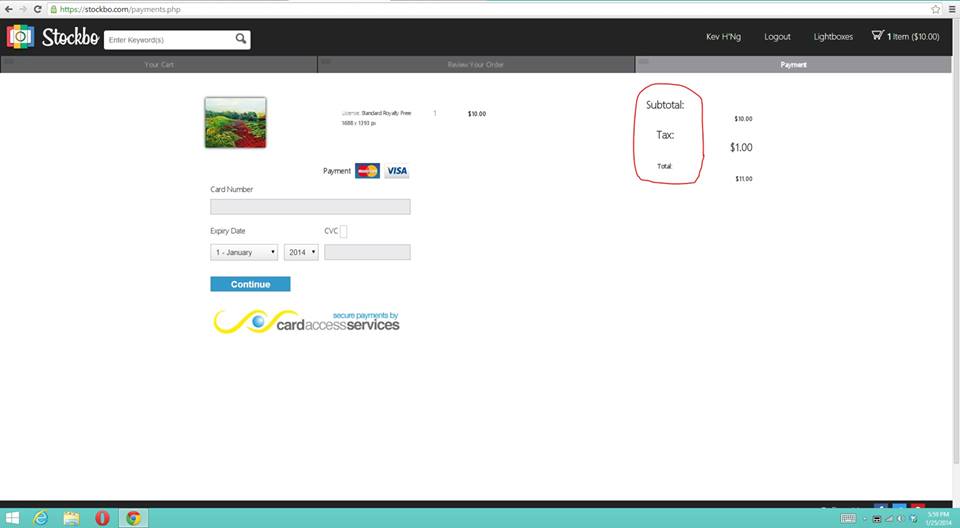 https://stockbo.com/payments.php
Stockbo
Enter Keyword(s)
Kev H'Ng
Logout
Lightboxes
1 Item ($10.00)
Your Cart
Review Your Order
Payment
License: Standard Royalty Free
1688 x 1393 px
1
$10.00
Subtotal:
$10.00
Tax:
$1.00
Total:
$11.00
Payment MasterCard VISA
Card Number
Expiry Date
CVC
1 - January
2014
Continue
secure payments by
cardaccessservices
5:59 PM
1/25/2014